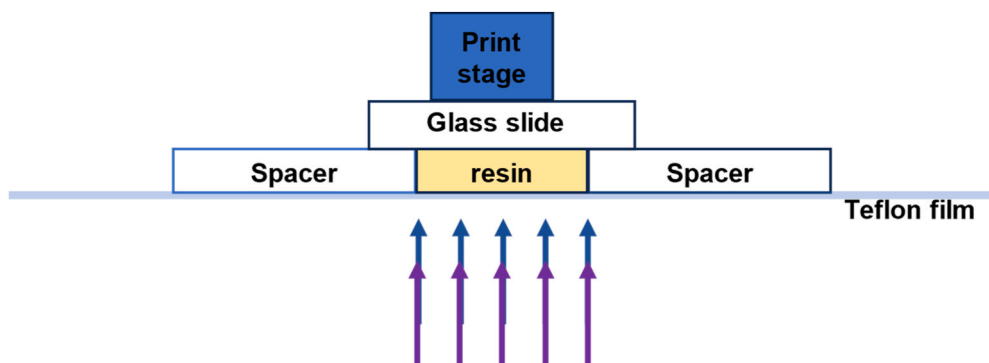 Print
stage
Glass slide
Spacer resin Spacer
Teflon film